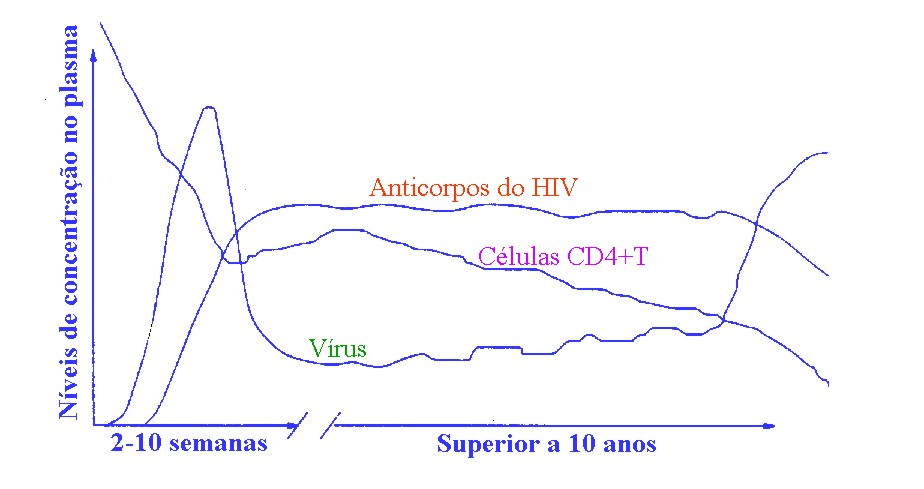 Níveis de concentração no plasma
Anticorpos do HIV
Células CD4+T
Vírus
2-10 semanas
Superior a 10 anos